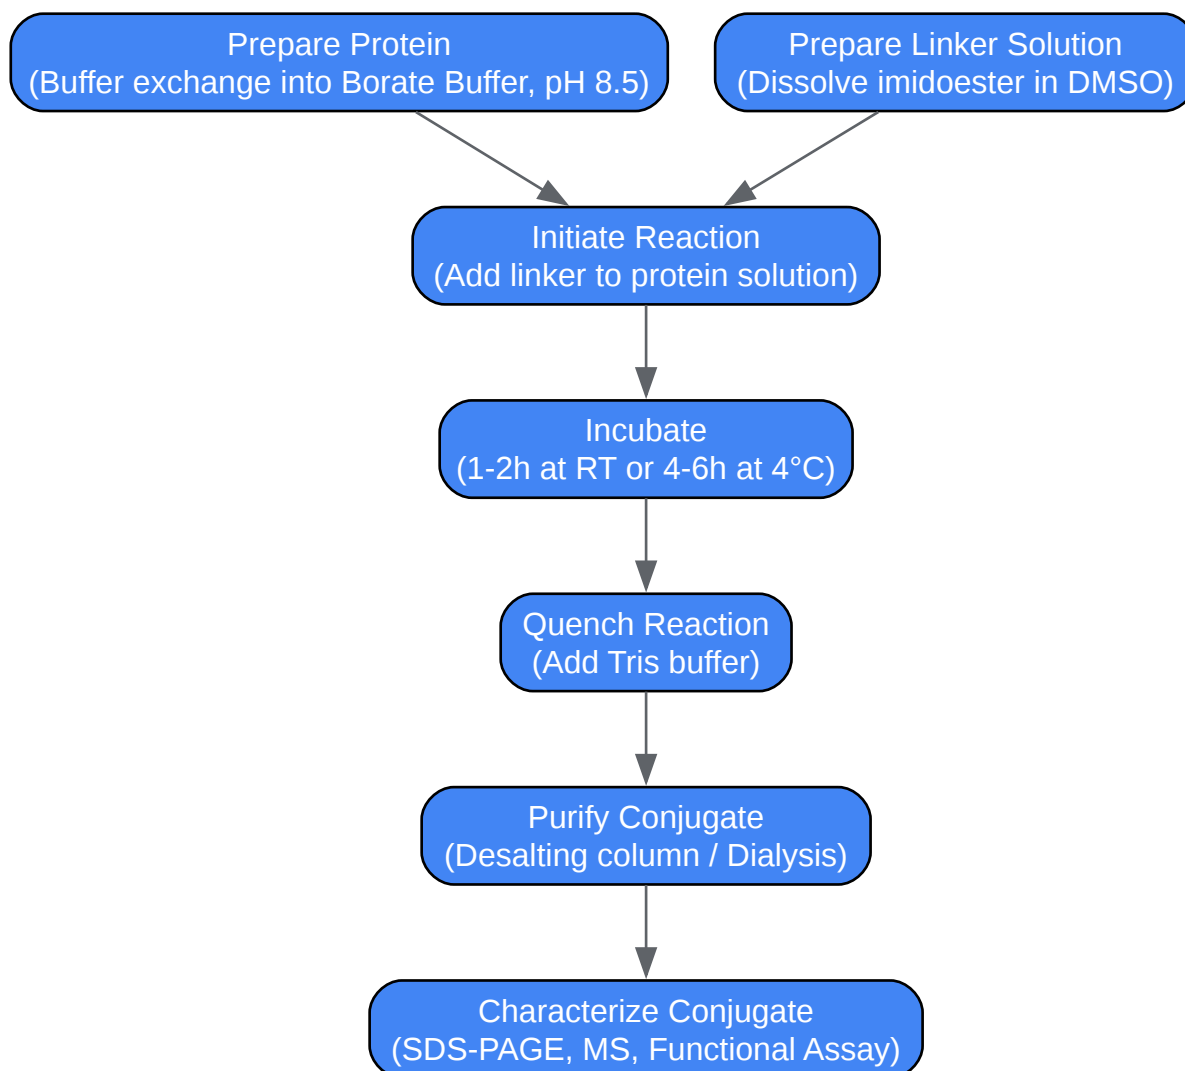 Prepare Protein
(Buffer exchange into Borate Buffer, pH 8.5)
Prepare Linker Solution
(Dissolve imidoester in DMSO)
Initiate Reaction
(Add linker to protein solution)
Incubate
(1-2h at RT or 4-6h at 4°C)
Quench Reaction
(Add Tris buffer)
Purify Conjugate
(Desalting column / Dialysis)
Characterize Conjugate
(SDS-PAGE, MS, Functional Assay)